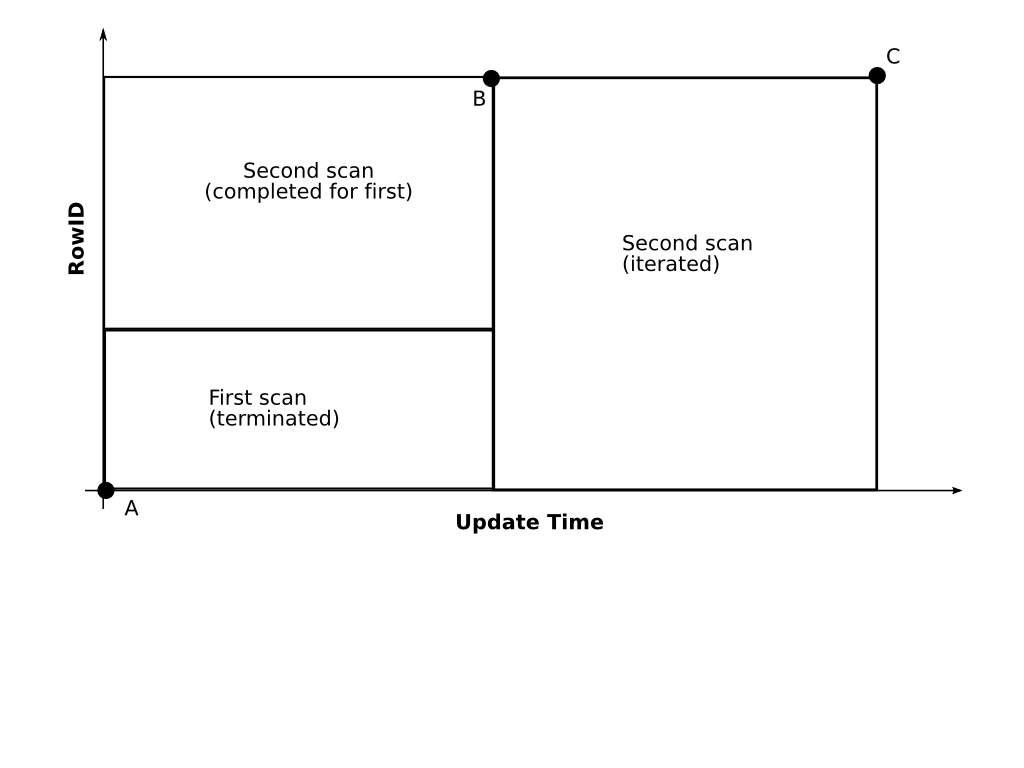 C
B
Second scan
(completed for first)
RowID
Second scan
(iterated)
First scan
(terminated)
A
Update Time